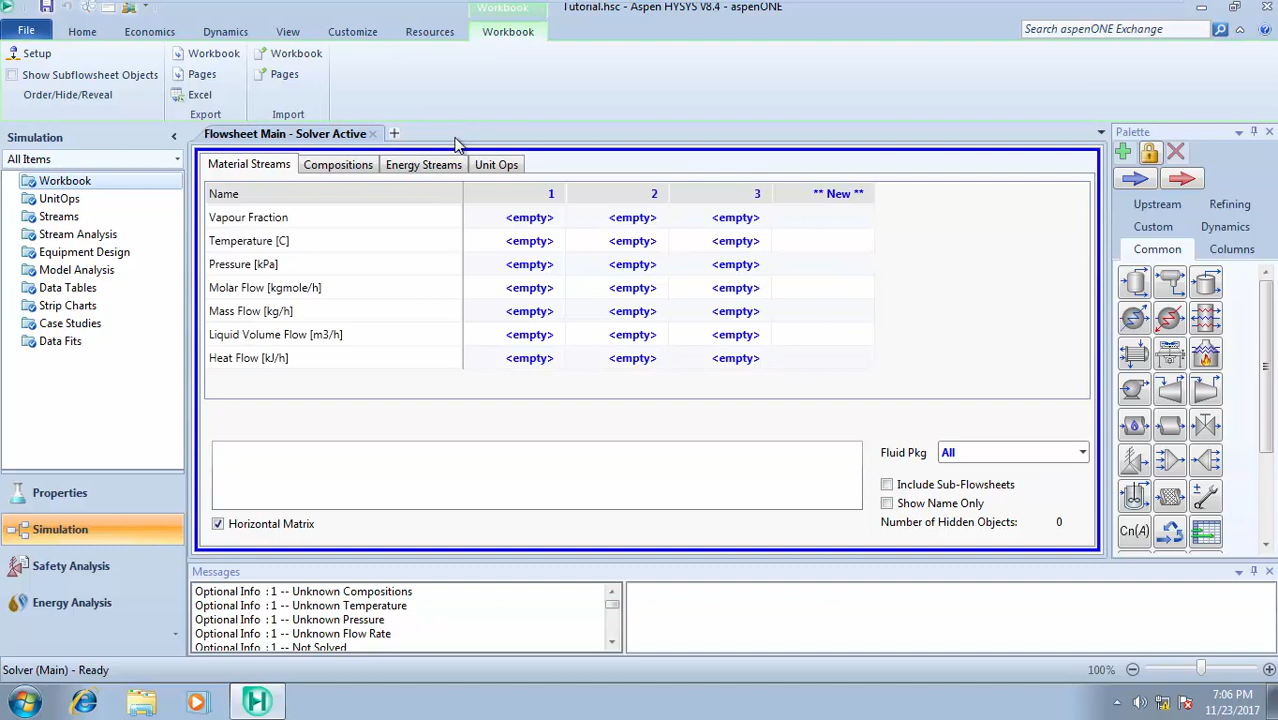 Workbook
Tutorial.hsc - Aspen HYSYS V8.4 - aspenONE
File Home Economics Dynamics View Customize Resources Workbook
Search aspenONE Exchange
Setup
Show Subflowsheet Objects
Order/Hide/Reveal
Workbook
Pages
Excel
Export
Workbook
Pages
Import
Simulation
All Items
Workbook
UnitOps
Streams
Stream Analysis
Equipment Design
Model Analysis
Data Tables
Strip Charts
Case Studies
Data Fits
Properties
Simulation
Safety Analysis
Energy Analysis
Flowsheet Main - Solver Active
Material Streams Compositions Energy Streams Unit Ops
Name 1 2 3 ** New **
Vapour Fraction <empty> <empty> <empty>
Temperature [C] <empty> <empty> <empty>
Pressure [kPa] <empty> <empty> <empty>
Molar Flow [kgmole/h] <empty> <empty> <empty>
Mass Flow [kg/h] <empty> <empty> <empty>
Liquid Volume Flow [m3/h] <empty> <empty> <empty>
Heat Flow [kJ/h] <empty> <empty> <empty>
Fluid Pkg All
Include Sub-Flowsheets
Show Name Only
Number of Hidden Objects: 0
Horizontal Matrix
Palette
Upstream Refining
Custom Dynamics
Common Columns
Cn(A)
Messages
Optional Info : 1 -- Unknown Compositions
Optional Info : 1 -- Unknown Temperature
Optional Info : 1 -- Unknown Pressure
Optional Info : 1 -- Unknown Flow Rate
Optional Info : 1 -- Not Solved
Solver (Main) - Ready
100%
7:06 PM
11/23/2017